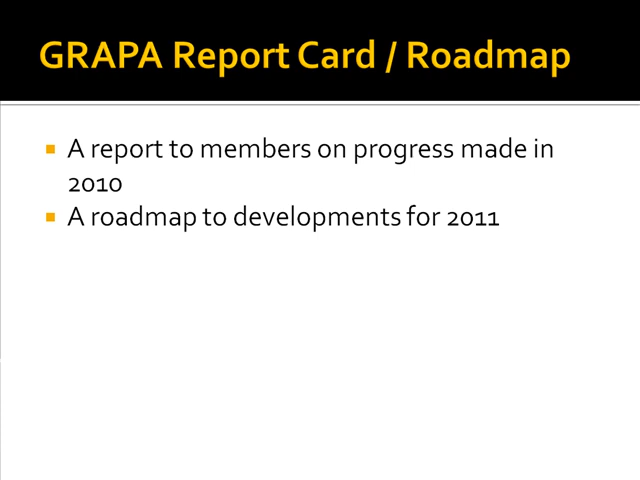 GRAPA Report Card / Roadmap
A report to members on progress made in
2010
A roadmap to developments for 2011